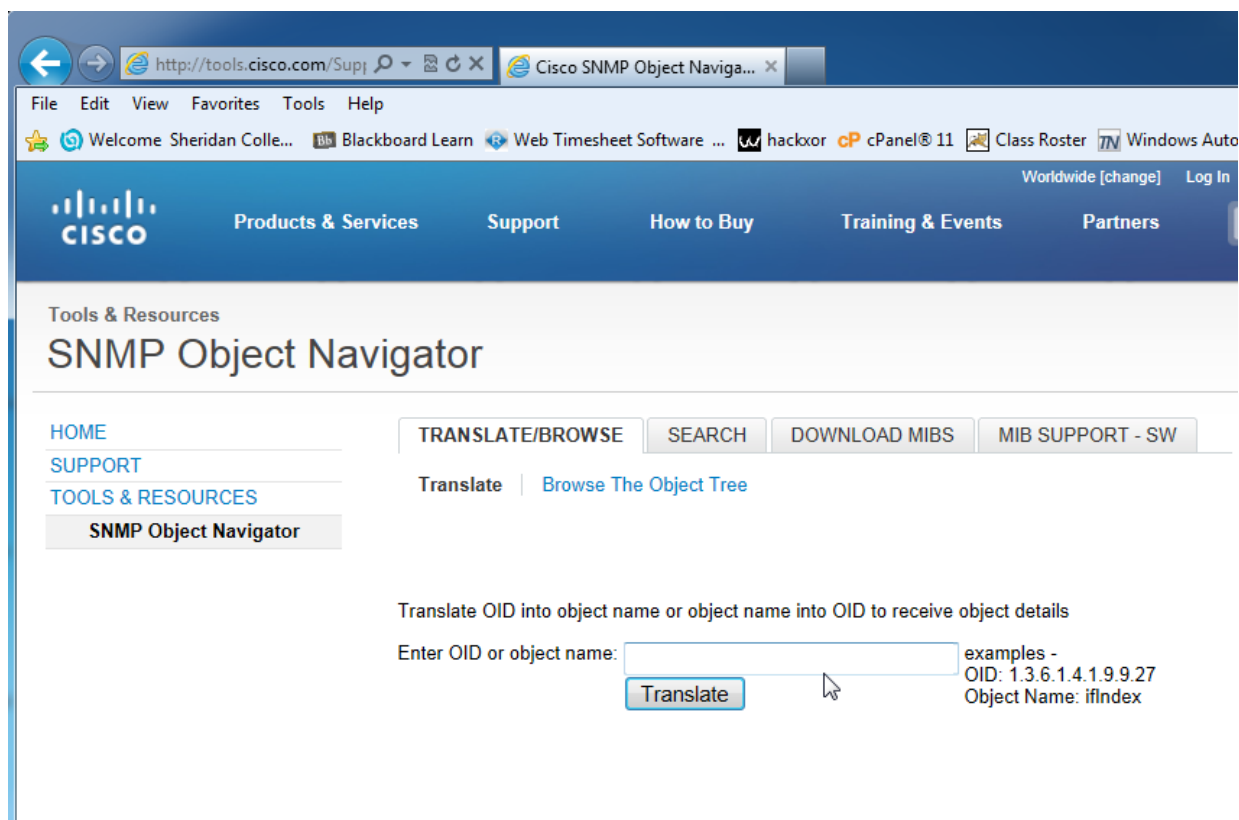 http://tools.cisco.com/Sup
Cisco SNMP Object Naviga...
File Edit View Favorites Tools Help
Welcome Sheridan Colle... Bb Blackboard Learn Web Timesheet Software ... hackxor cP cPanel® 11 Class Roster TN Windows Auto
Worldwide [change] Log In
CISCO
Products & Services Support How to Buy Training & Events Partners
Tools & Resources
SNMP Object Navigator
HOME
SUPPORT
TOOLS & RESOURCES
SNMP Object Navigator
TRANSLATE/BROWSE SEARCH DOWNLOAD MIBS MIB SUPPORT - SW
Translate Browse The Object Tree
Translate OID into object name or object name into OID to receive object details
Enter OID or object name:
examples -
OID: 1.3.6.1.4.1.9.9.27
Object Name: ifIndex
Translate